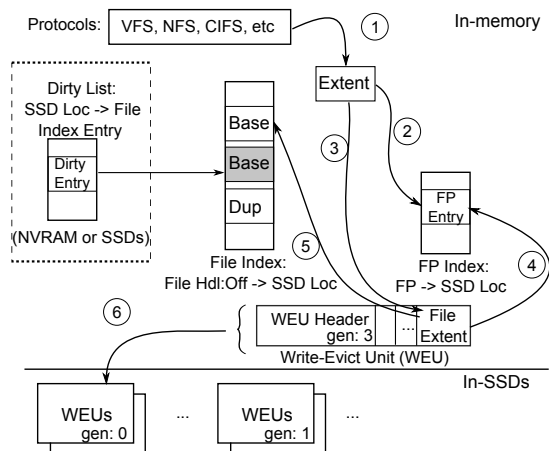 Protocols:
VFS, NFS, CIFS, etc
1
In-memory
Extent
Dirty List:
SSD Loc -> File
Index Entry
Dirty
Entry
(NVRAM or SSDs)
Base
Base
Dup
2
3
FP
Entry
File Index:
File Hdl:Off -> SSD Loc
5
FP Index:
FP -> SSD Loc
4
6
WEU Header
gen: 3
...
File
Extent
Write-Evict Unit (WEU)
In-SSDs
WEUs
gen: 0
...
WEUs
gen: 1
...